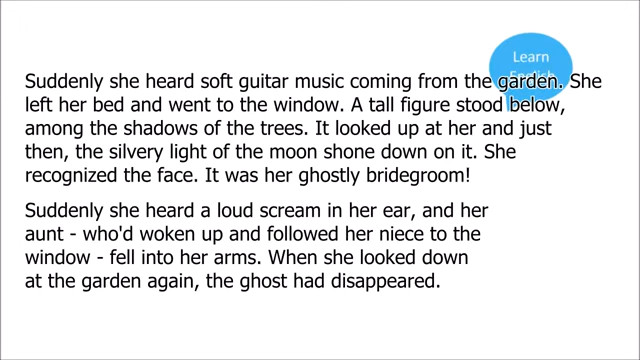 Learn
English
Suddenly she heard soft guitar music coming from the garden. She
left her bed and went to the window. A tall figure stood below,
among the shadows of the trees. It looked up at her and just
then, the silvery light of the moon shone down on it. She
recognized the face. It was her ghostly bridegroom!
Suddenly she heard a loud scream in her ear, and her
aunt - who'd woken up and followed her niece to the
window - fell into her arms. When she looked down
at the garden again, the ghost had disappeared.